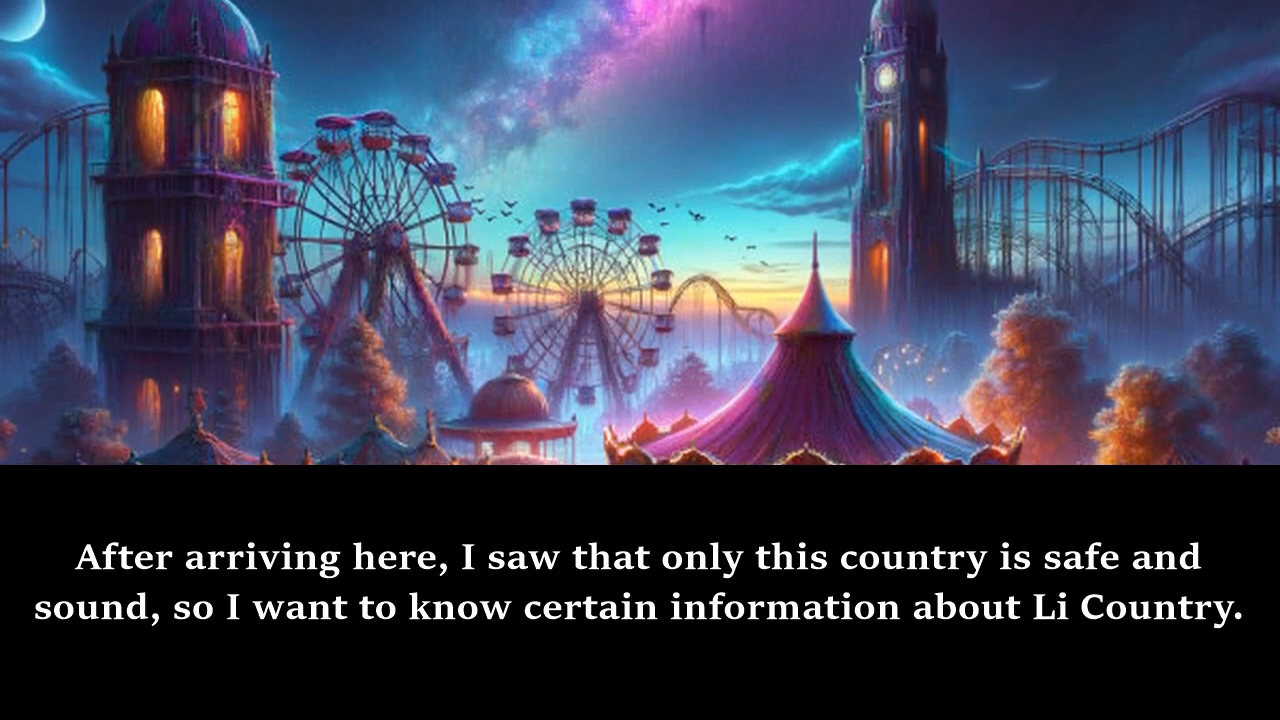 After arriving here, I saw that only this country is safe and
sound, so I want to know certain information about Li Country.